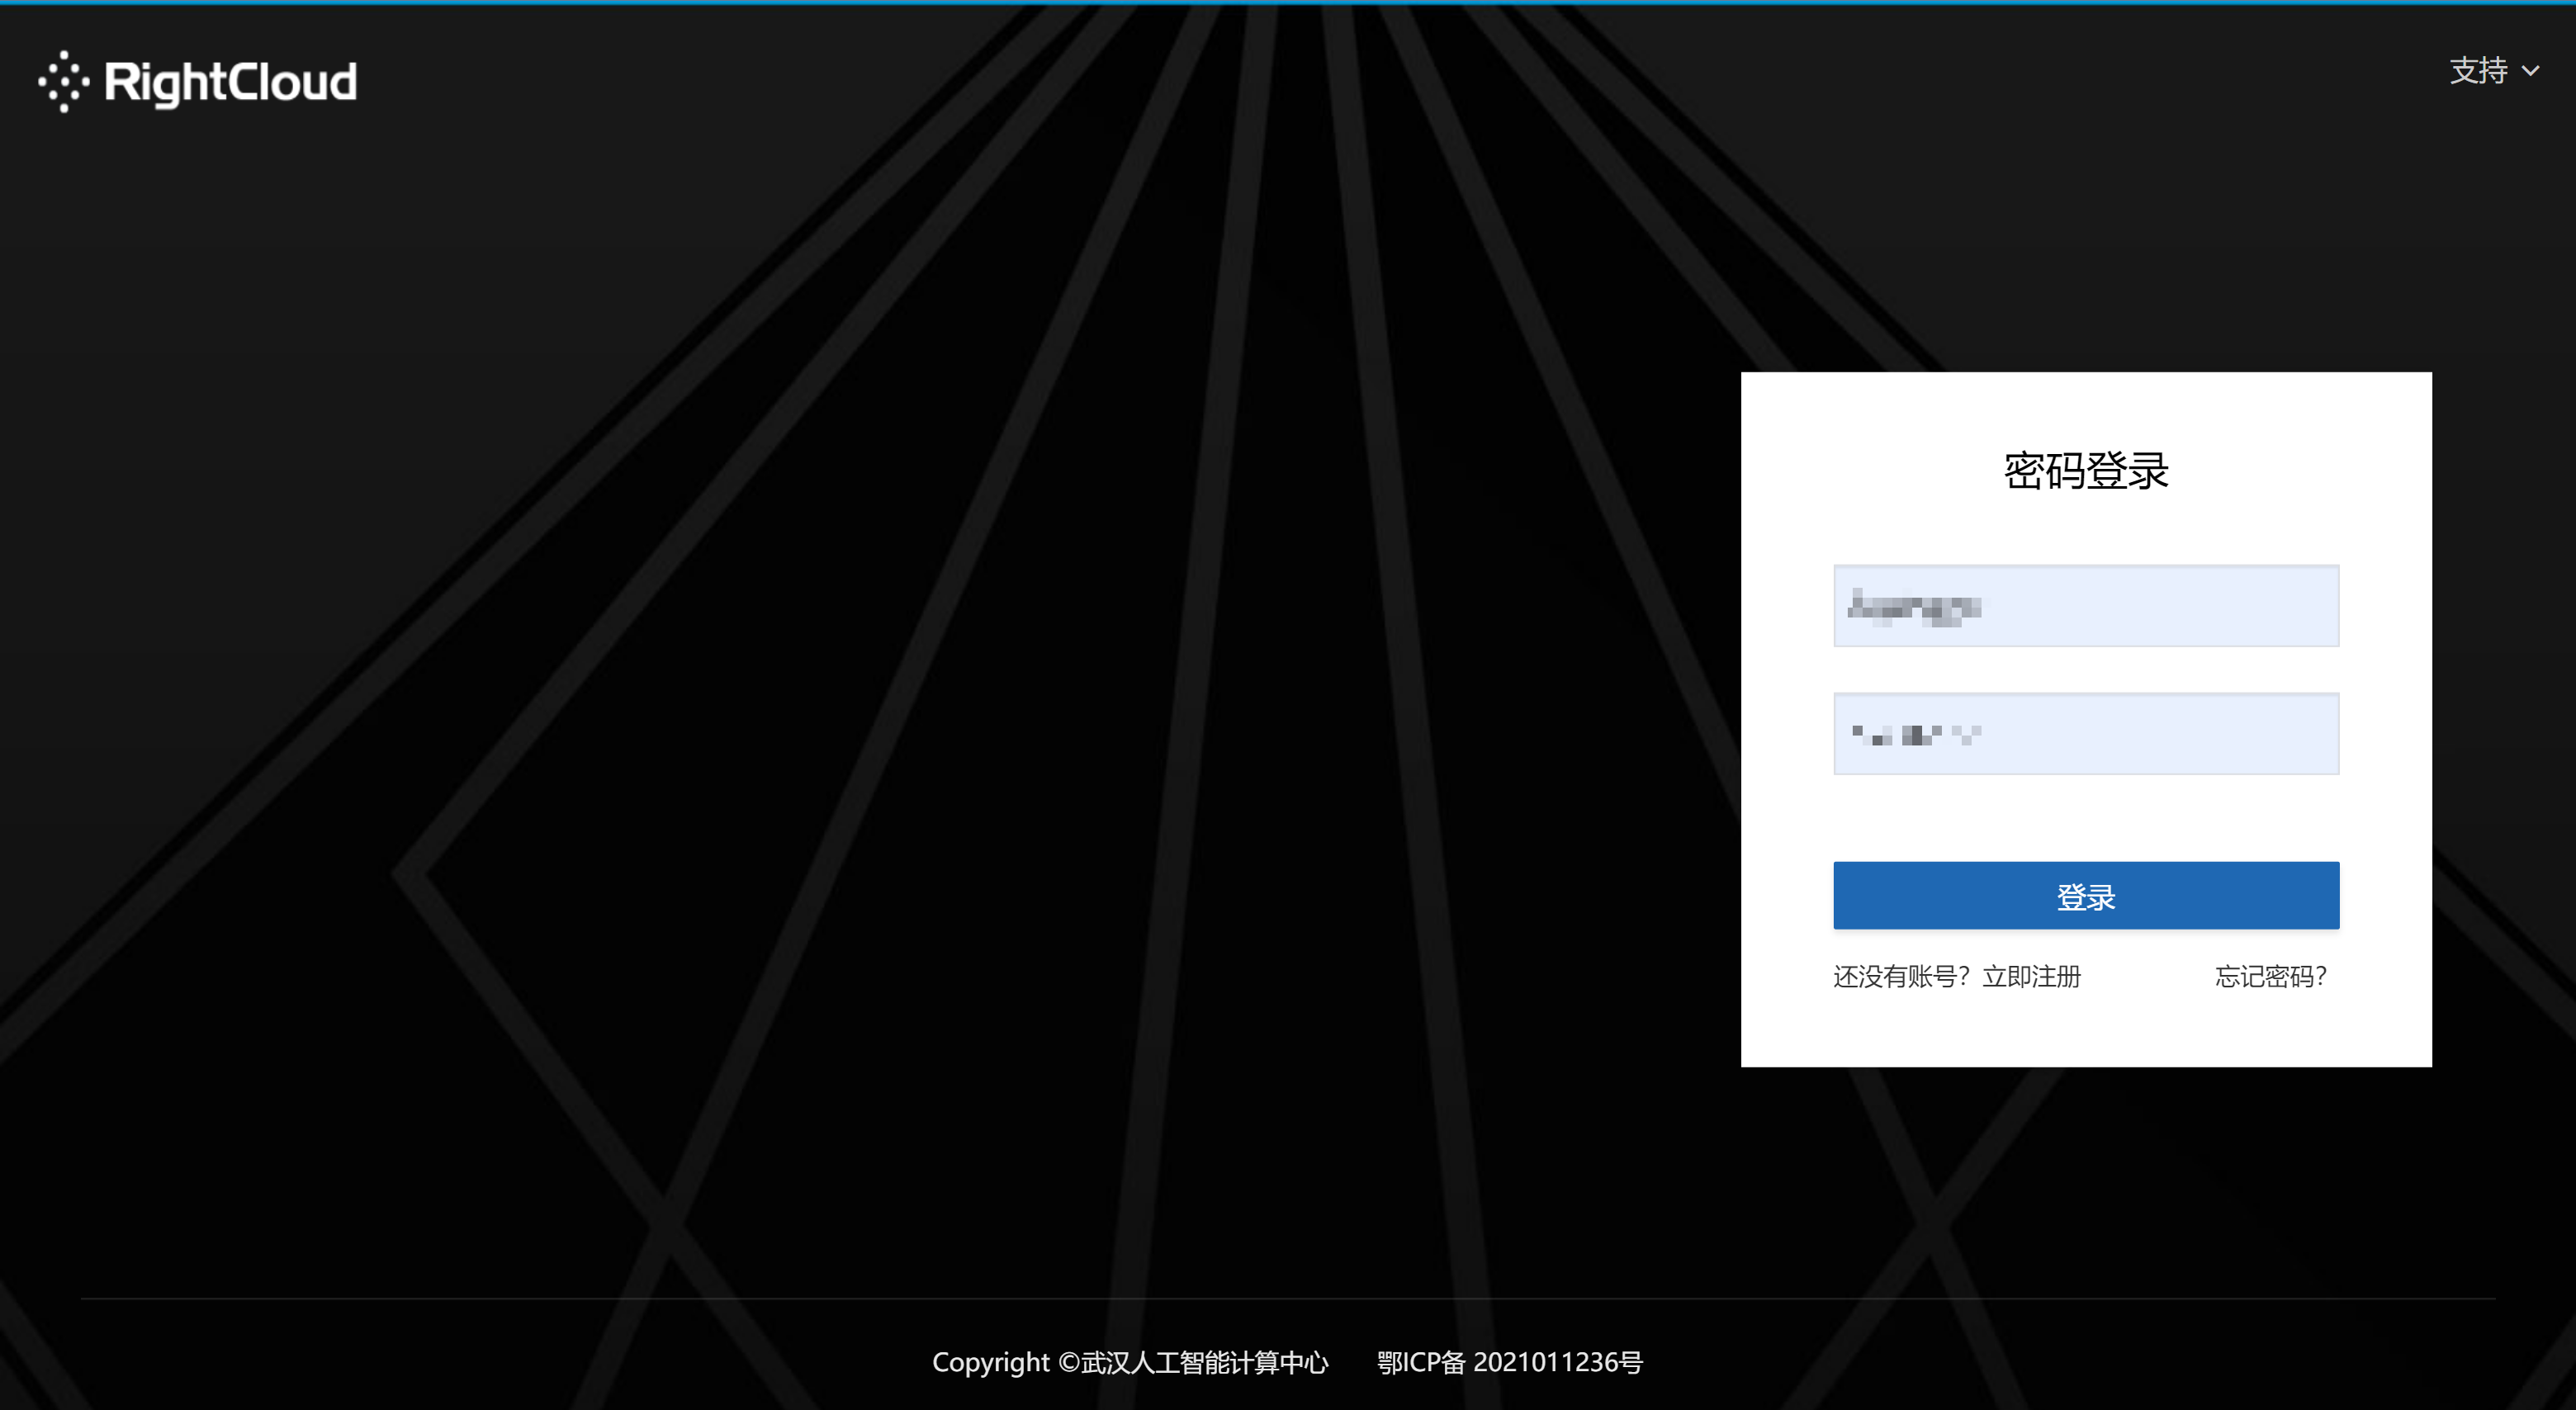 RightCloud
支持
密码登录
登录
还没有账号？立即注册 忘记密码？
Copyright ©武汉人工智能计算中心 鄂ICP备 2021011236号